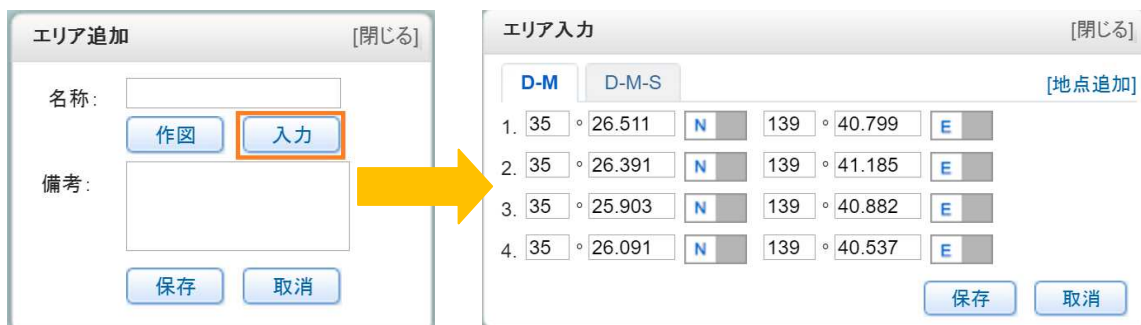 エリア追加 [閉じる]
名称:
作図 入力
備考:
保存 取消
エリア入力 [閉じる]
D-M D-M-S [地点追加]
1. 35 ° 26.511 N 139 ° 40.799 E
2. 35 ° 26.391 N 139 ° 41.185 E
3. 35 ° 25.903 N 139 ° 40.882 E
4. 35 ° 26.091 N 139 ° 40.537 E
保存 取消